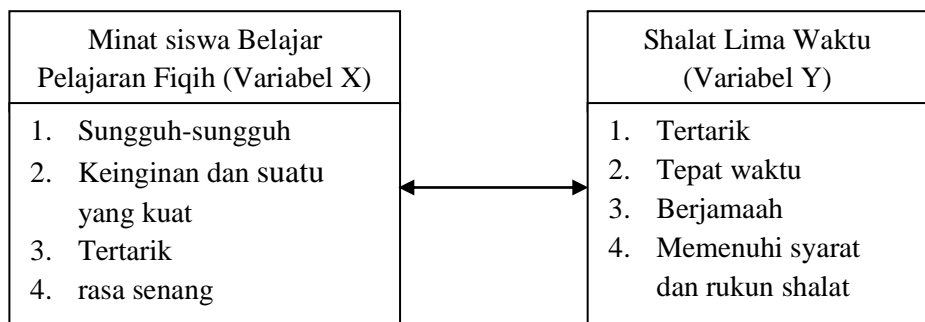 Minat siswa Belajar
Pelajaran Fiqih (Variabel X)
1. Sungguh-sungguh
2. Keinginan dan suatu
yang kuat
3. Tertarik
4. rasa senang
Shalat Lima Waktu
(Variabel Y)
1. Tertarik
2. Tepat waktu
3. Berjamaah
4. Memenuhi syarat
dan rukun shalat